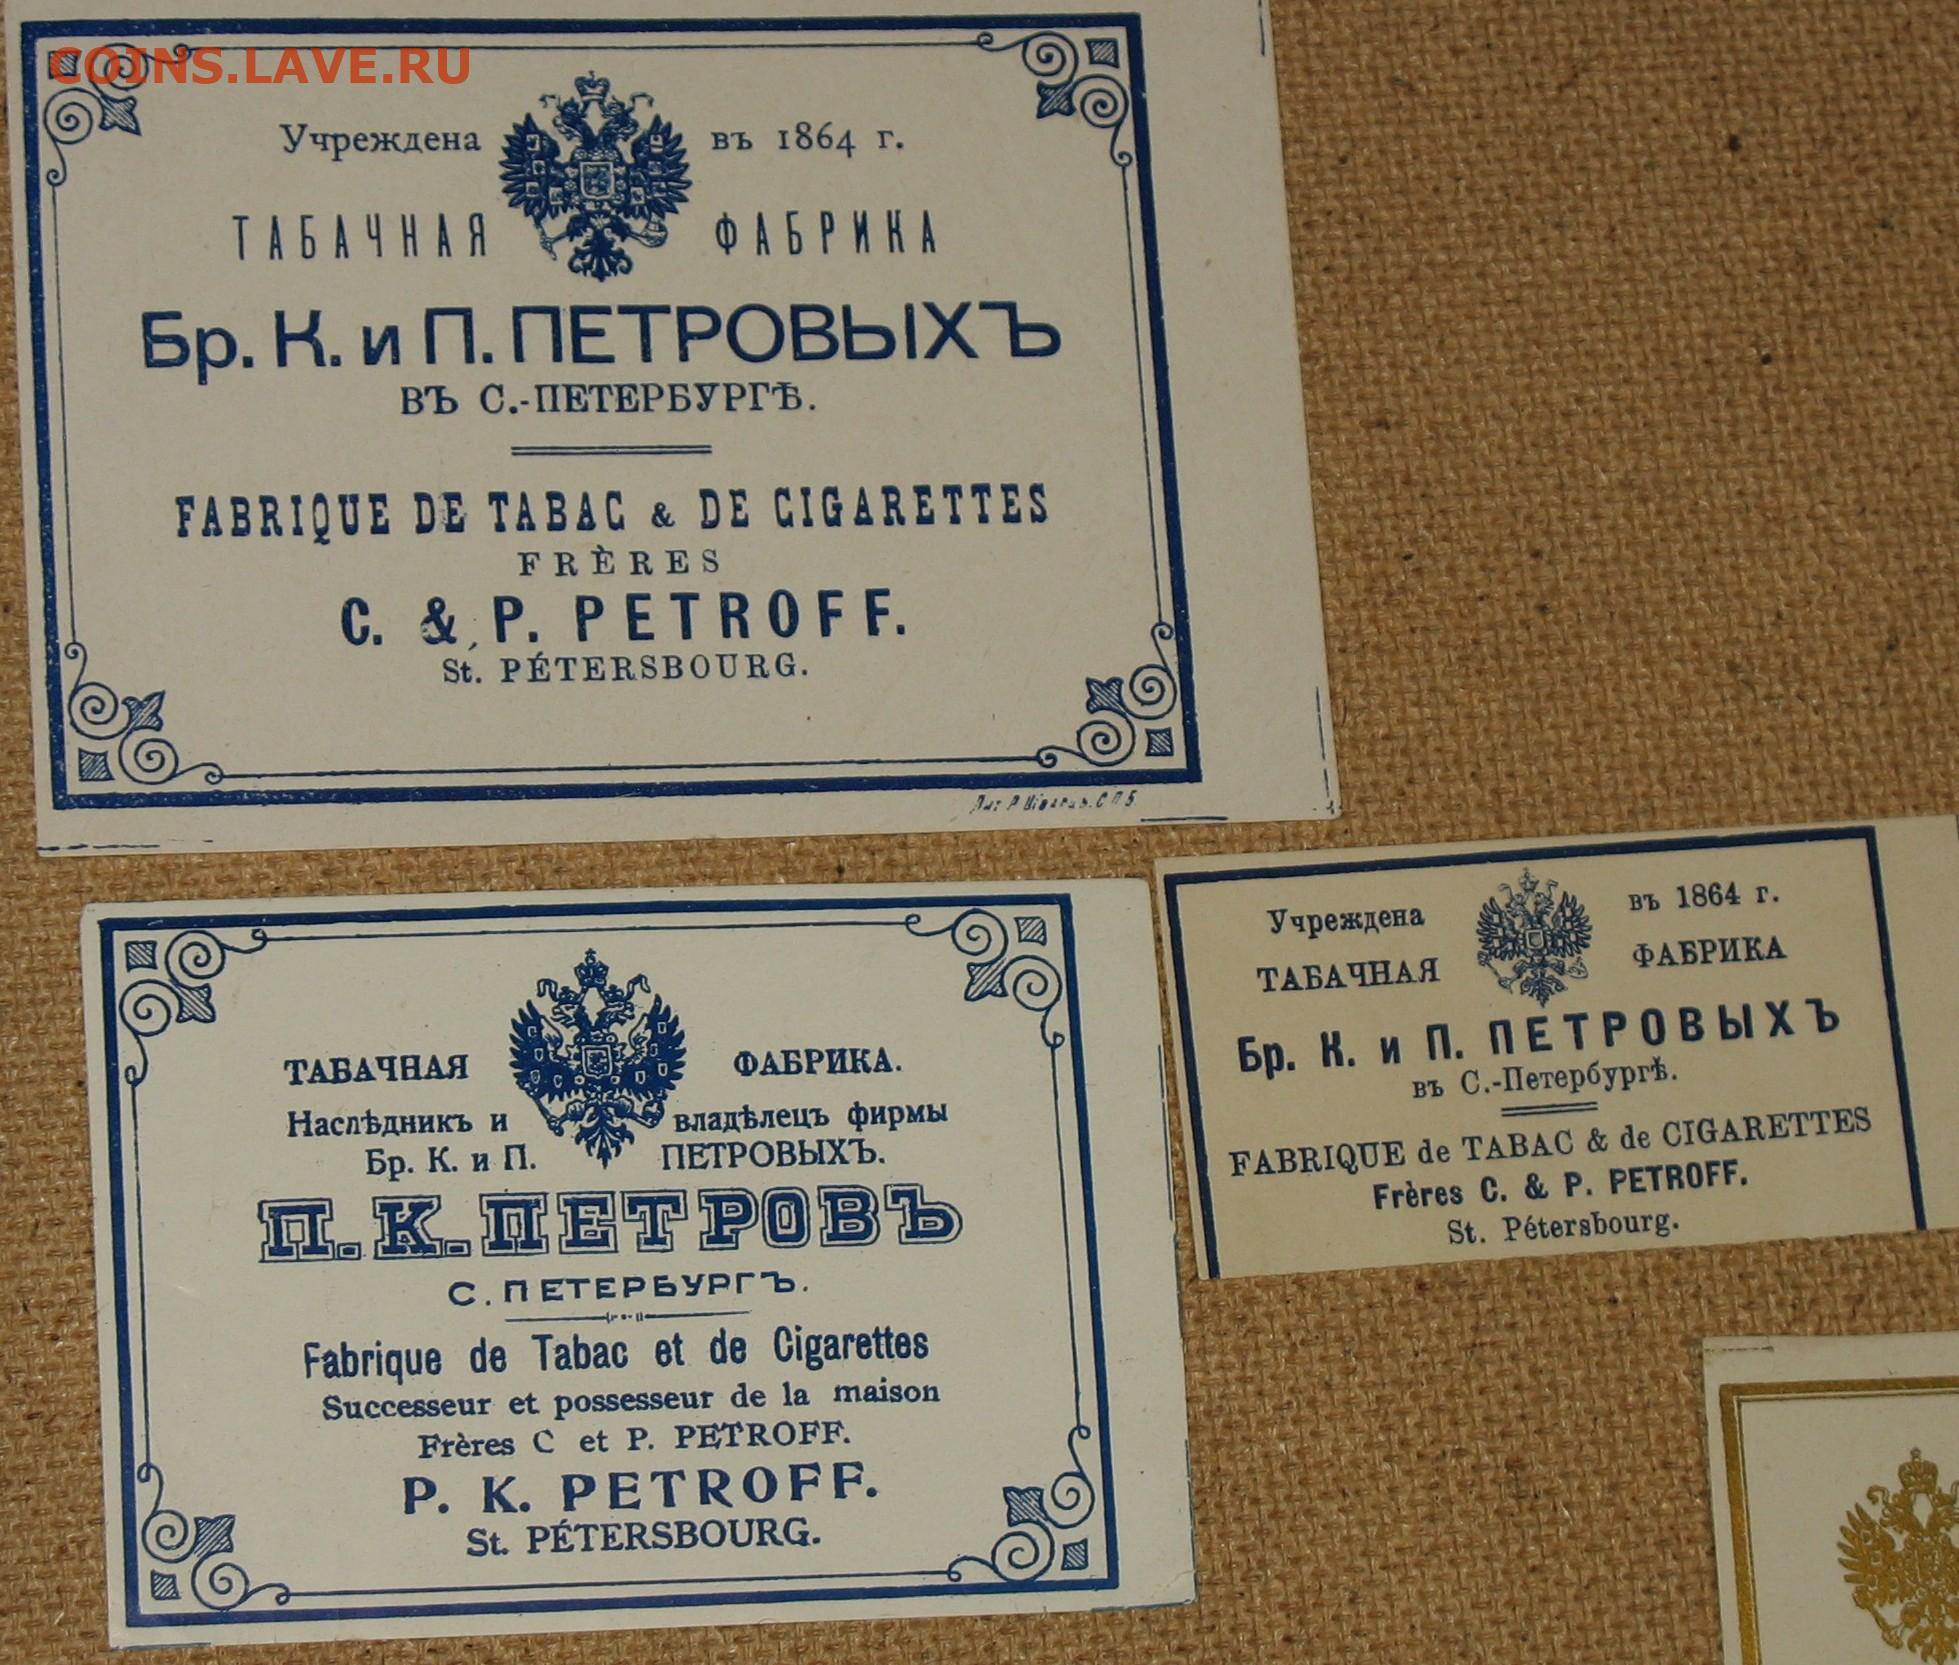 COINS.LAVE.RU
Учреждена въ 1864 г.
ТАБАЧНАЯ ФАБРИКА
Бр. К. и П. ПЕТРОВЫХЪ
ВЪ С.-ПЕТЕРБУРГѢ.
FABRIQUE DE TABAC & DE CIGARETTES
FRÈRES
C. & P. PETROFF.
St. PÉTERSBOURG.
Лит. Р. С.П.Б.
ТАБАЧНАЯ ФАБРИКА.
Наслѣдникъ и владѣлецъ фирмы
Бр. К. и П. ПЕТРОВЫХЪ.
П. К. ПЕТРОВЪ
С. ПЕТЕРБУРГЪ.
Fabrique de Tabac et de Cigarettes
Successeur et possesseur de la maison
Frères C et P. PETROFF.
P. K. PETROFF.
St. PÉTERSBOURG.
Учреждена въ 1864 г.
ТАБАЧНАЯ ФАБРИКА
Бр. К. и П. ПЕТРОВЫХЪ
въ С.-Петербургѣ.
FABRIQUE de TABAC & de CIGARETTES
Frères C. & P. PETROFF.
St. Pétersbourg.